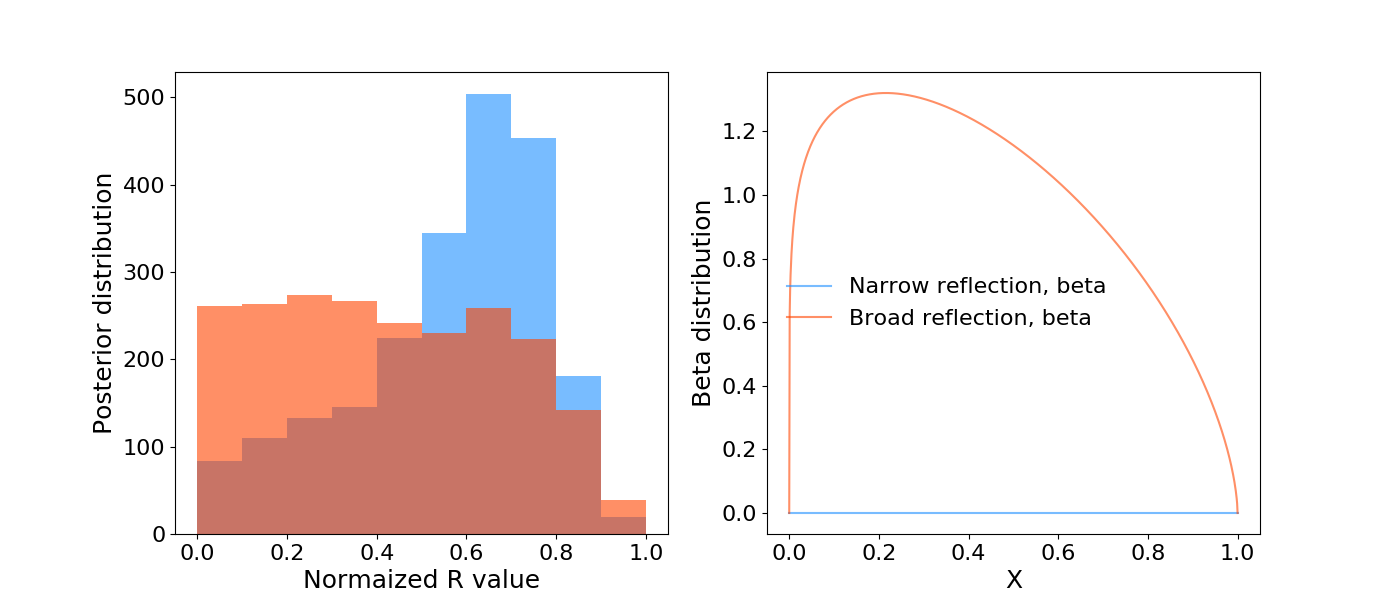 Posterior distribution
500
400
300
200
100
0
0.0 0.2 0.4 0.6 0.8 1.0
Normaized R value
Beta distribution
1.2
1.0
0.8
0.6
0.4
0.2
0.0
Narrow reflection, beta
Broad reflection, beta
0.0 0.2 0.4 0.6 0.8 1.0
X